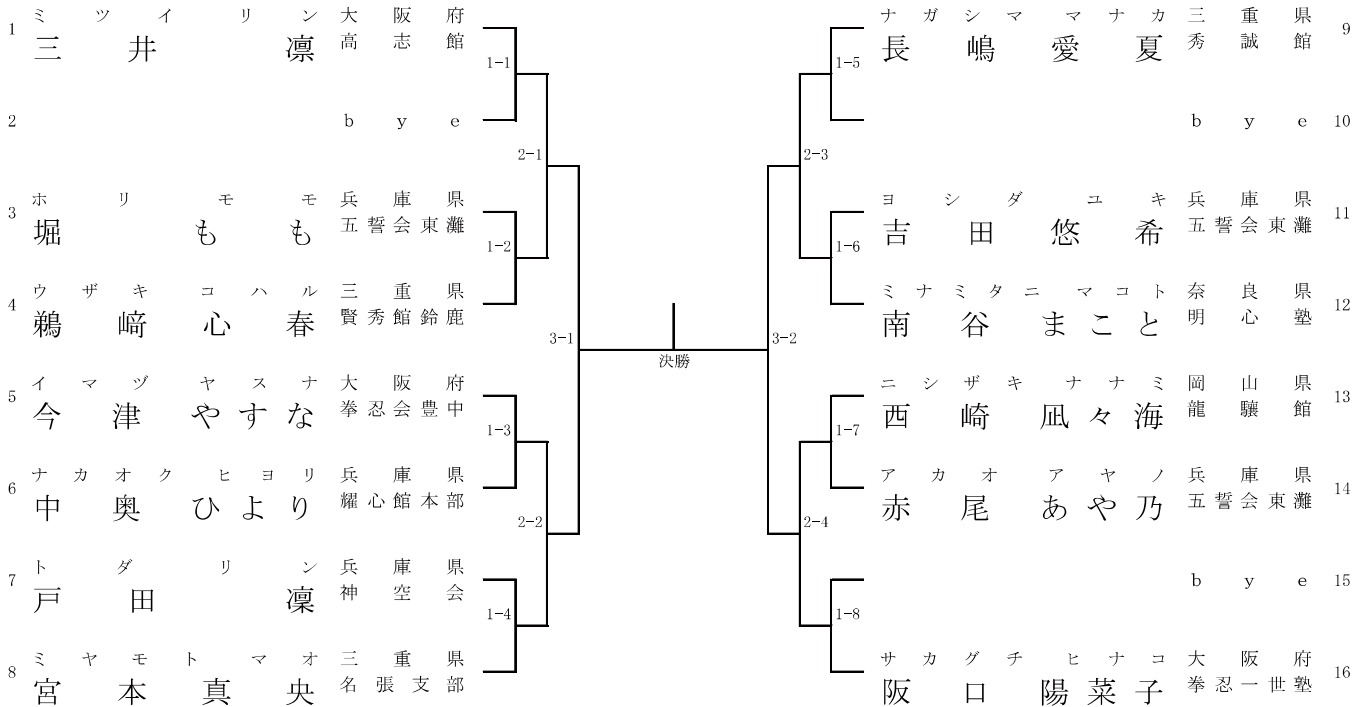 1 ミツイ リン 大阪府
三井 凛 高志館
2 bye
3 ホリ モモ 兵庫県
堀 もも 五誓会東灘
4 ウザキ コハル 三重県
鵜﨑 心春 賢秀館鈴鹿
5 イマヅ ヤスナ 大阪府
今津 やすな 拳忍会豊中
6 ナカオク ヒヨリ 兵庫県
中奥 ひより 耀心館本部
7 トダ リン 兵庫県
戸田 凜 神空会
8 ミヤモト マオ 三重県
宮本 真央 名張支部
1-1
1-2
1-3
1-4
2-1
2-2
3-1
決勝
3-2
2-3
2-4
1-5
1-6
1-7
1-8
ナガシマ マナカ 三重県 9
長嶋 愛夏 秀誠館
bye 10
ヨシダ ユキ 兵庫県 11
吉田 悠希 五誓会東灘
ミナミタニ マコト 奈良県 12
南谷 まこと 明心塾
ニシザキ ナナミ 岡山県 13
西崎 凪々海 龍驤館
アカオ アヤノ 兵庫県 14
赤尾 あや乃 五誓会東灘
bye 15
サカグチ ヒナコ 大阪府 16
阪口 陽菜子 拳忍一世塾